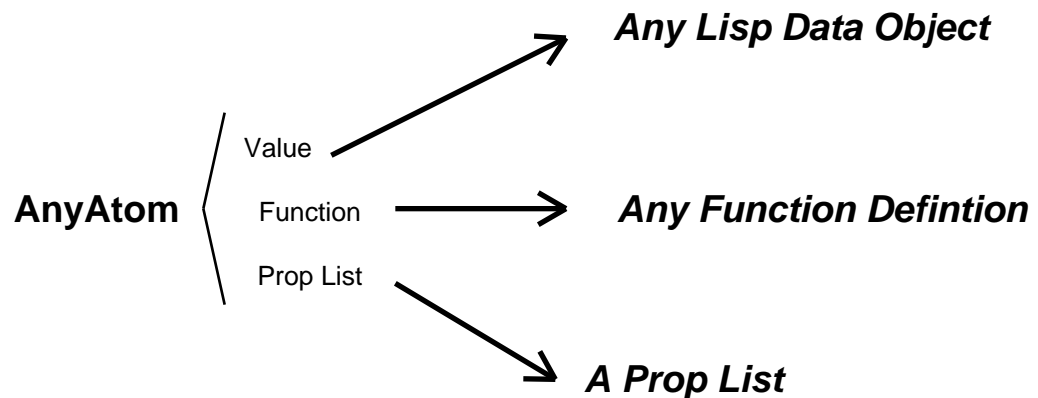 Any Lisp Data Object
Value
AnyAtom
Function
Any Function Defintion
Prop List
A Prop List